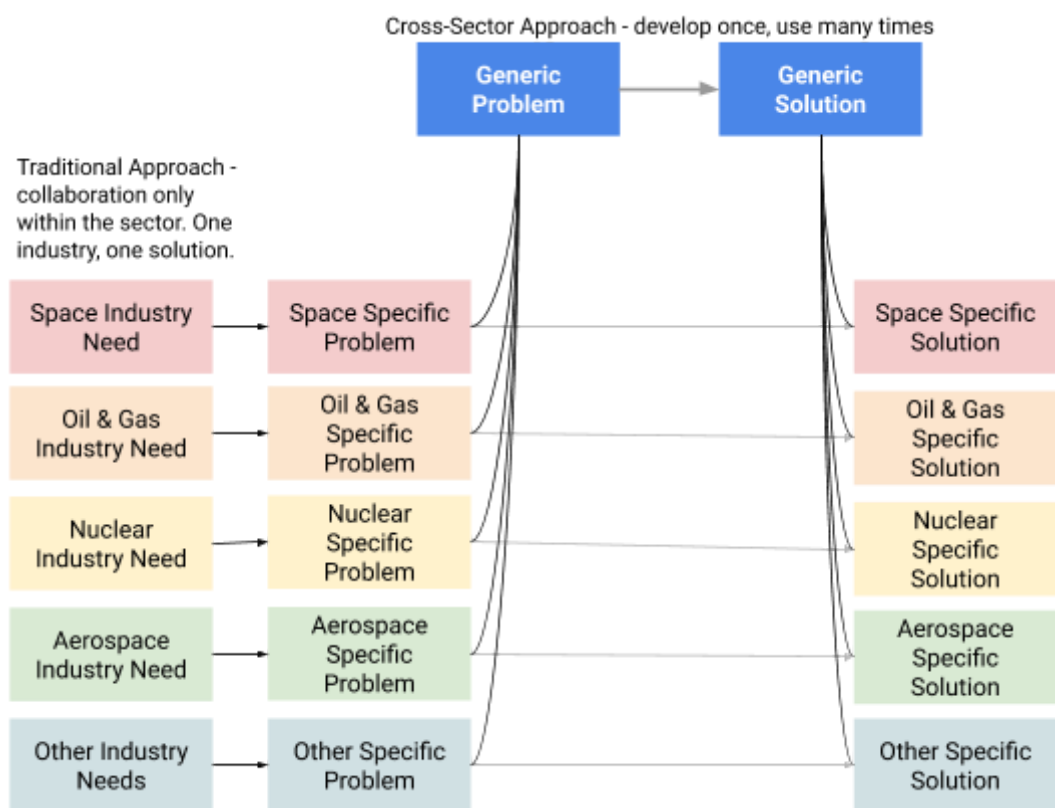 Cross-Sector Approach - develop once, use many times
Generic
Problem
Generic
Solution
Traditional Approach -
collaboration only
within the sector. One
industry, one solution.
Space Industry
Need
Space Specific
Problem
Space Specific
Solution
Oil & Gas
Industry Need
Oil & Gas
Specific
Problem
Oil & Gas
Specific
Solution
Nuclear
Industry Need
Nuclear
Specific
Problem
Nuclear
Specific
Solution
Aerospace
Industry Need
Aerospace
Specific
Problem
Aerospace
Specific
Solution
Other Industry
Needs
Other Specific
Problem
Other Specific
Solution